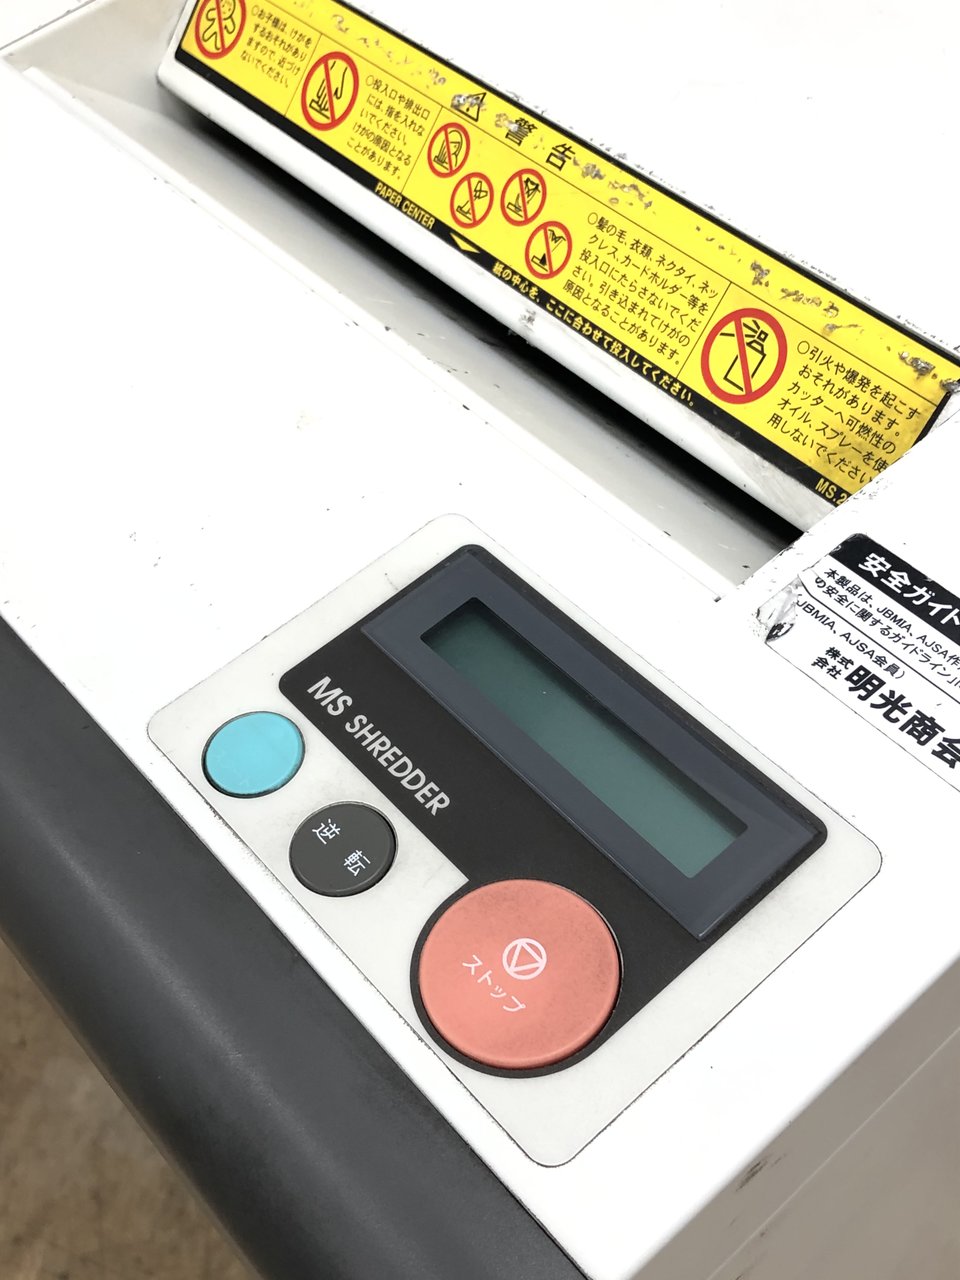 警告
○お子様は、けがを
するおそれがあり
ますので、近づけ
ないでください。
○投入口や排出口
には、指を入れな
いでください。
けがの原因となる
ことがあります。
○髪の毛、衣類、ネクタイ、ネッ
クレス、カードホルダー等を
投入口にたらさないでくだ
さい。引き込まれてけがの
原因となることがあります。
○引火や爆発を起こす
おそれがあります。
カッターへ可燃性の
オイル、スプレーを使
用しないでください。
PAPER CENTER
紙の中心を、ここに合わせて投入してください。
MS.2
安全ガイド
本製品は、JBMIA、AJSA作
の安全に関するガイドライン」
(JBMIA、AJSA会員)
株式
会社 明光商会
MS SHREDDER
逆転
ストップ